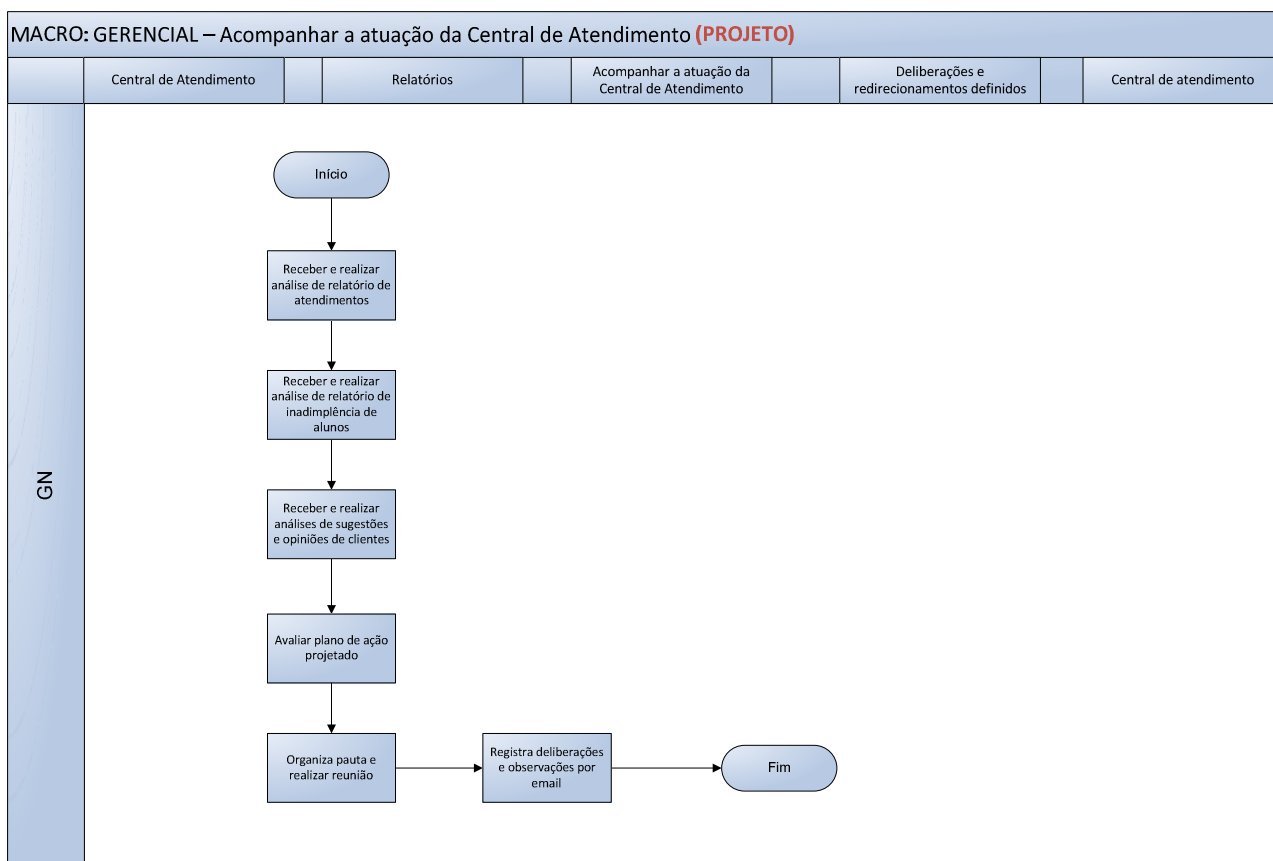 MACRO: GERENCIAL – Acompanhar a atuação da Central de Atendimento (PROJETO)
Central de Atendimento
Relatórios
Acompanhar a atuação da
Central de Atendimento
Deliberações e
redirecionamentos definidos
Central de atendimento
GN
Início
Receber e realizar
análise de relatório de
atendimentos
Receber e realizar
análise de relatório de
inadimplência de
alunos
Receber e realizar
análises de sugestões
e opiniões de clientes
Avaliar plano de ação
projetado
Organiza pauta e
realizar reunião
Registra deliberações
e observações por
email
Fim